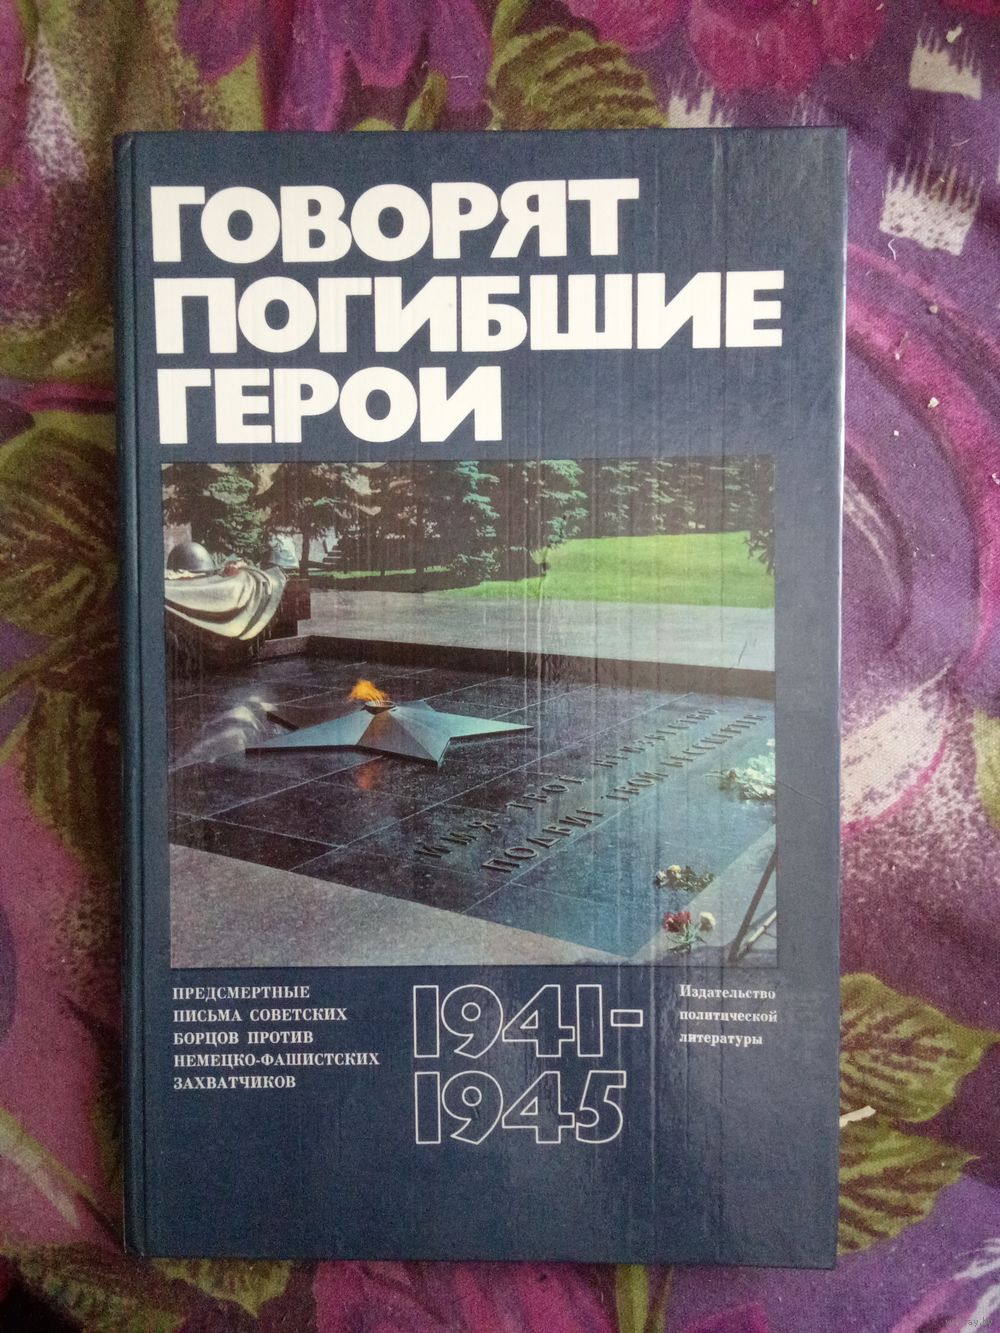 ГОВОРЯТ
ПОГИБШИЕ
ГЕРОИ
ИМЯ ТВОЕ НЕИЗВЕСТНО
ПОДВИГ ТВОЙ БЕССМЕРТЕН
ПРЕДСМЕРТНЫЕ
ПИСЬМА СОВЕТСКИХ
БОРЦОВ ПРОТИВ
НЕМЕЦКО-ФАШИСТСКИХ
ЗАХВАТЧИКОВ
1941-
1945
Издательство
политической
литературы